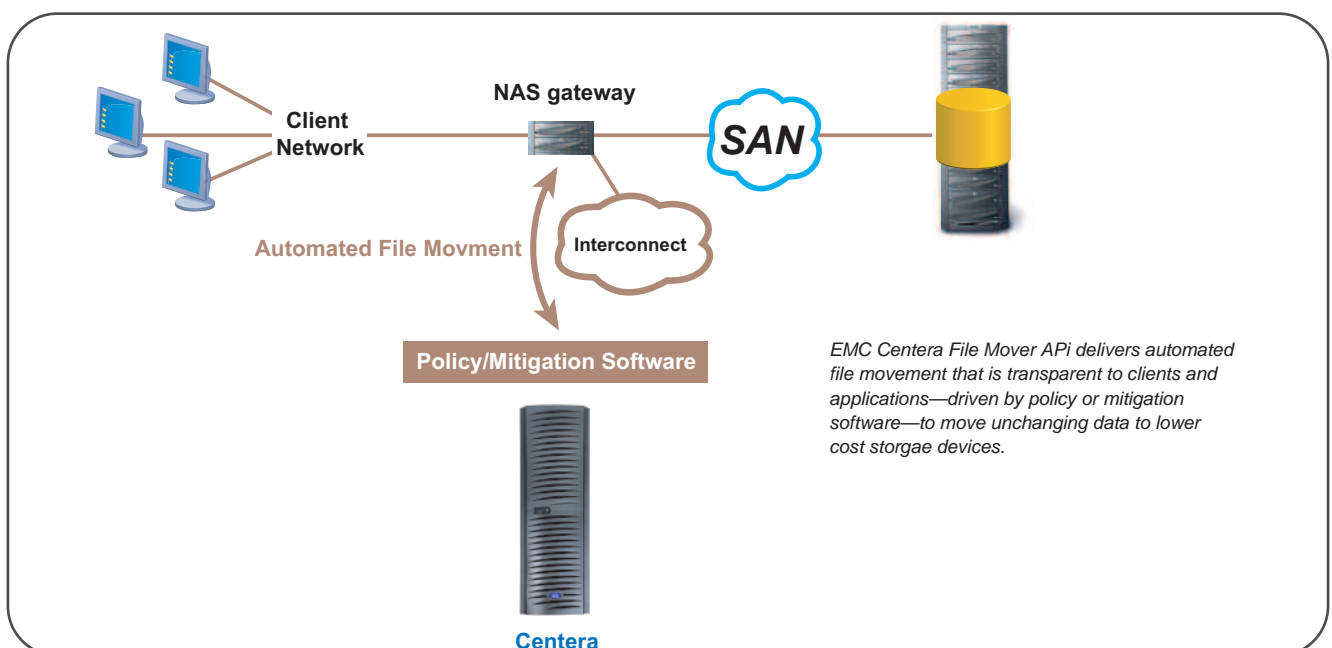 NAS gateway
Client
Network
SAN
Automated File Movment
Interconnect
Policy/Mitigation Software
EMC Centera File Mover APi delivers automated
file movement that is transparent to clients and
applications—driven by policy or mitigation
software—to move unchanging data to lower
cost storgae devices.
Centera